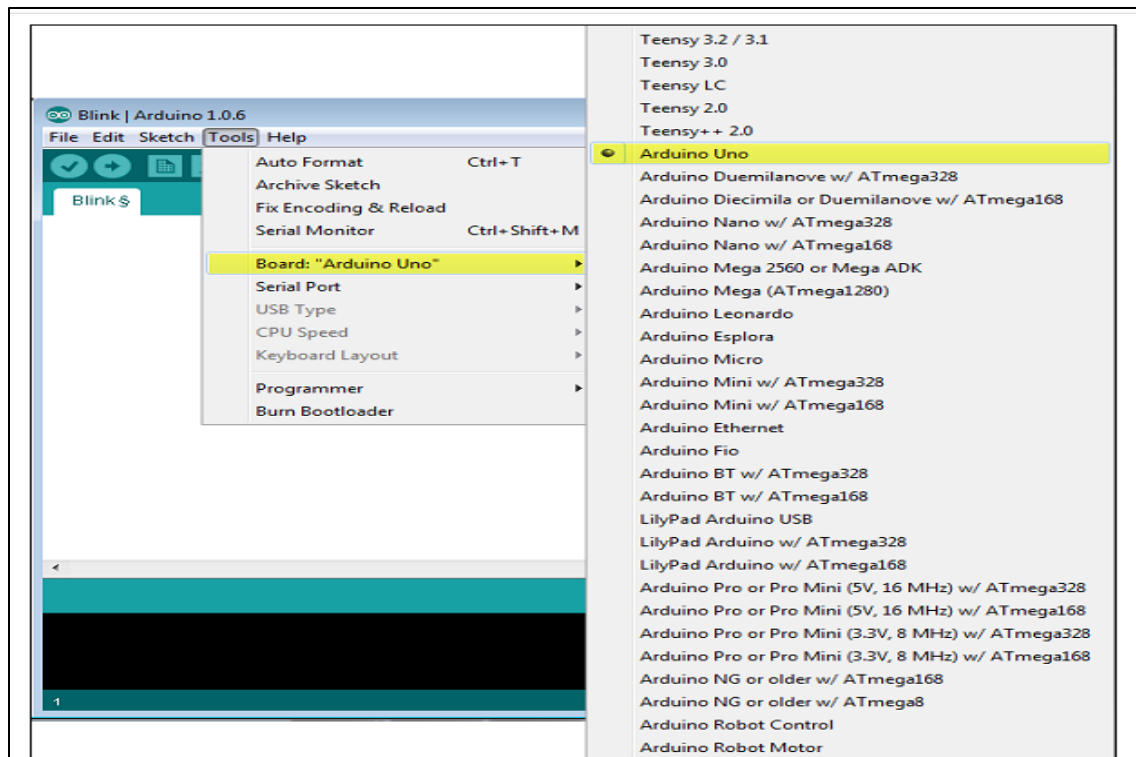 Blink | Arduino 1.0.6
File Edit Sketch Tools Help
Blink §
Auto Format Ctrl+T
Archive Sketch
Fix Encoding & Reload
Serial Monitor Ctrl+Shift+M
Board: "Arduino Uno"
Serial Port
USB Type
CPU Speed
Keyboard Layout
Programmer
Burn Bootloader
1
Teensy 3.2 / 3.1
Teensy 3.0
Teensy LC
Teensy 2.0
Teensy++ 2.0
Arduino Uno
Arduino Duemilanove w/ ATmega328
Arduino Diecimila or Duemilanove w/ ATmega168
Arduino Nano w/ ATmega328
Arduino Nano w/ ATmega168
Arduino Mega 2560 or Mega ADK
Arduino Mega (ATmega1280)
Arduino Leonardo
Arduino Esplora
Arduino Micro
Arduino Mini w/ ATmega328
Arduino Mini w/ ATmega168
Arduino Ethernet
Arduino Fio
Arduino BT w/ ATmega328
Arduino BT w/ ATmega168
LilyPad Arduino USB
LilyPad Arduino w/ ATmega328
LilyPad Arduino w/ ATmega168
Arduino Pro or Pro Mini (5V, 16 MHz) w/ ATmega328
Arduino Pro or Pro Mini (5V, 16 MHz) w/ ATmega168
Arduino Pro or Pro Mini (3.3V, 8 MHz) w/ ATmega328
Arduino Pro or Pro Mini (3.3V, 8 MHz) w/ ATmega168
Arduino NG or older w/ ATmega168
Arduino NG or older w/ ATmega8
Arduino Robot Control
Arduino Robot Motor